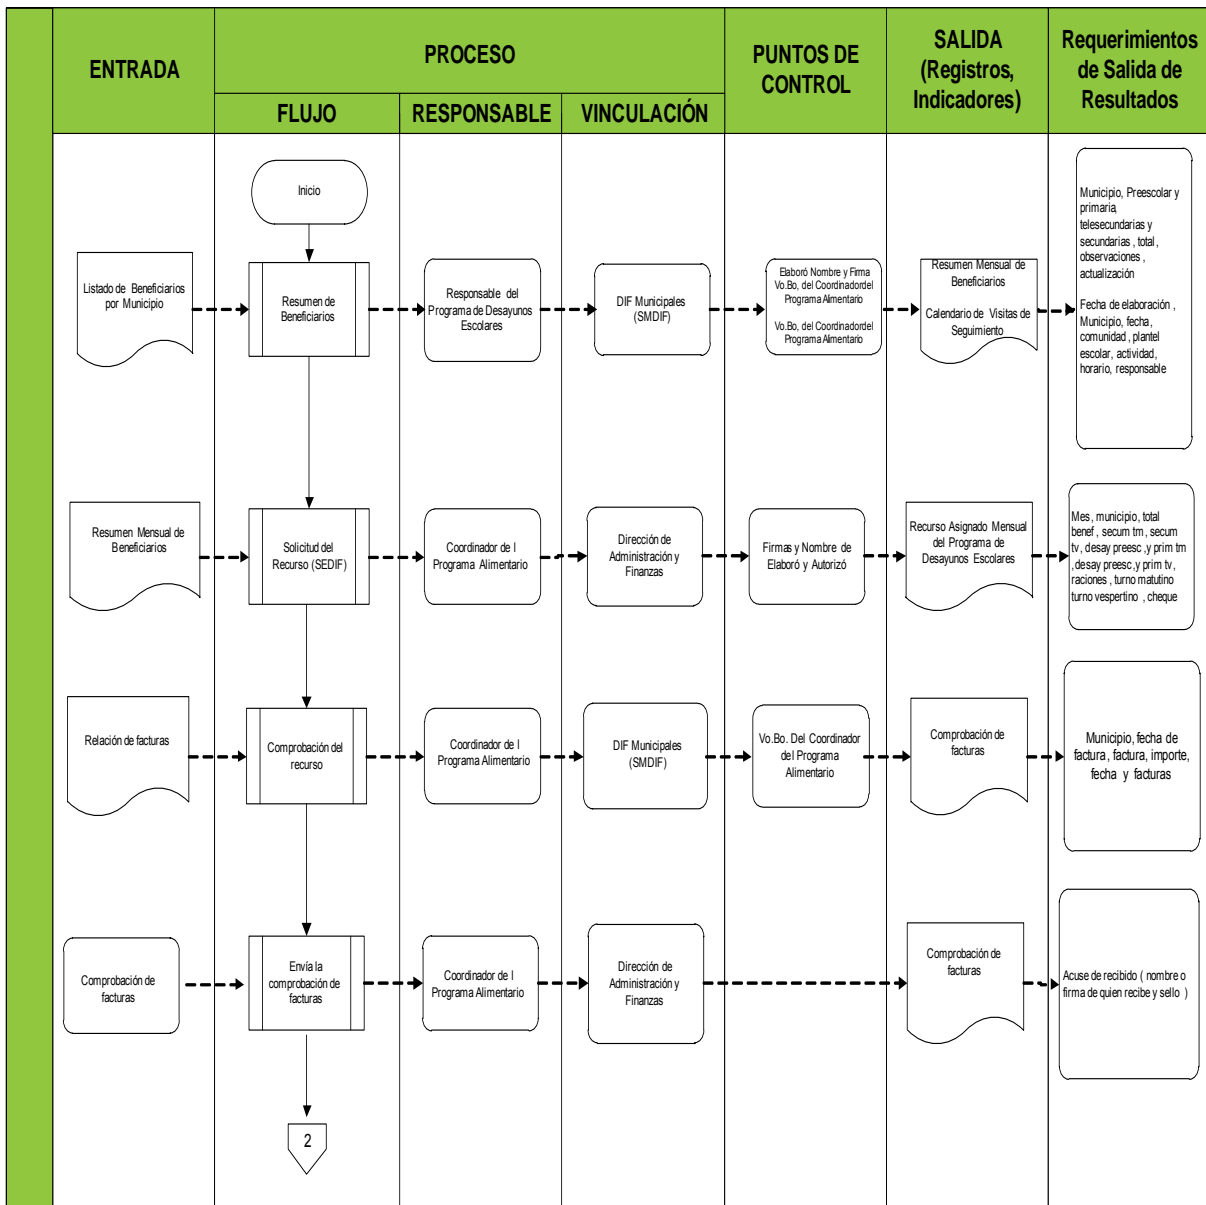 ENTRADA
PROCESO
PUNTOS DE
CONTROL
SALIDA
(Registros,
Indicadores)
Requerimientos
de Salida de
Resultados
FLUJO
RESPONSABLE
VINCULACIÓN
Inicio
Listado de Beneficiarios
por Municipio
Resumen de
Beneficiarios
Responsable del
Programa de Desayunos
Escolares
DIF Municipales
(SMDIF)
Elaboró Nombre y Firma
Vo.Bo, del Coordinadordel
Programa Alimentario
Vo.Bo, del Coordinadordel
Programa Alimentario
Resumen Mensual de
Beneficiarios
Calendario de Visitas de
Seguimiento
Municipio, Preescolar y
primaria,
telesecundarias y
secundarias , total ,
observaciones ,
actualización
Fecha de elaboración ,
Municipio, fecha ,
comunidad , plantel
escolar, actividad,
horario, responsable
Resumen Mensual de
Beneficiarios
Solicitud del
Recurso (SEDIF)
Coordinador de l
Programa Alimentario
Dirección de
Administración y
Finanzas
Firmas y Nombre de
Elaboró y Autorizó
Recurso Asignado Mensual
del Programa de
Desayunos Escolares
Mes, municipio, total
benef , secum tm , secum
tv , desay preesc ,y prim tm
,desay preesc,y prim tv ,
raciones , turno matutino
turno vespertino , cheque
Relación de facturas
Comprobación del
recurso
Coordinador de l
Programa Alimentario
DIF Municipales
(SMDIF)
Vo.Bo. Del Coordinador
del Programa
Alimentario
Comprobación de
facturas
Municipio, fecha de
factura , factura, importe,
fecha y facturas
Comprobación de
facturas
Envía la
comprobación de
facturas
Coordinador de l
Programa Alimentario
Dirección de
Administración y
Finanzas
Comprobación de
facturas
Acuse de recibido ( nombre o
firma de quien recibe y sello )
2